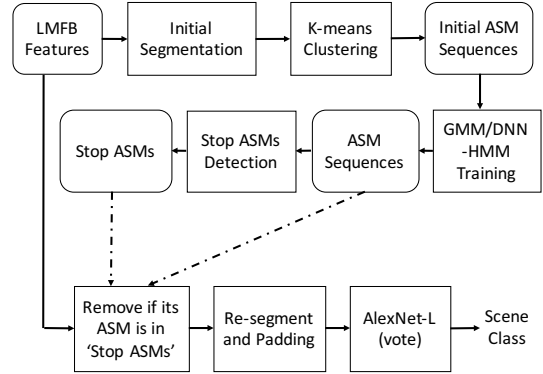 LMFB
Features
Initial
Segmentation
K-means
Clustering
Initial ASM
Sequences
Stop ASMs
Stop ASMs
Detection
ASM
Sequences
GMM/DNN
-HMM
Training
Remove if its
ASM is in
‘Stop ASMs’
Re-segment
and Padding
AlexNet-L
(vote)
Scene
Class